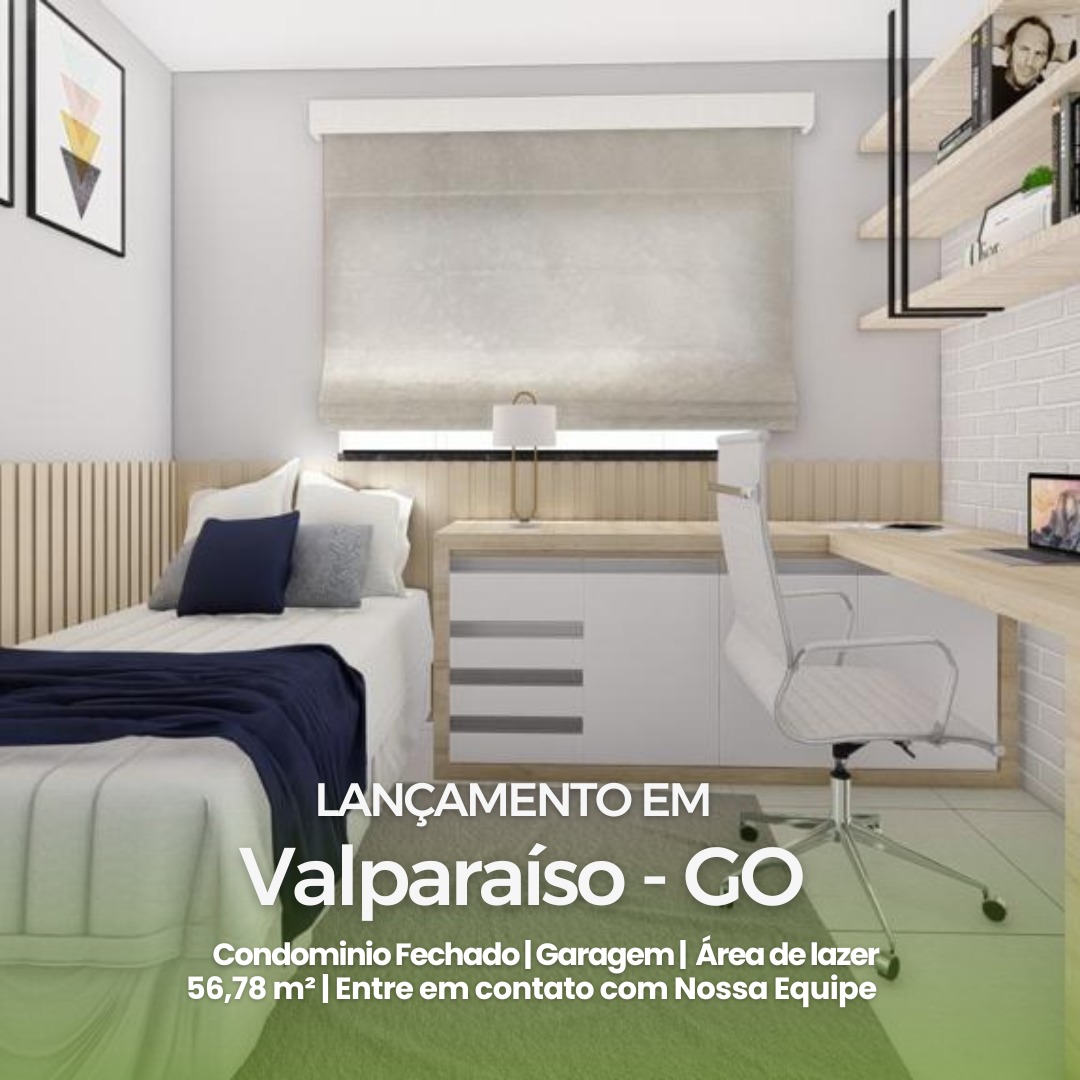 LANÇAMENTO EM
Valparaíso - GO
Condominio Fechado | Garagem | Área de lazer
56,78 m² | Entre em contato com Nossa Equipe